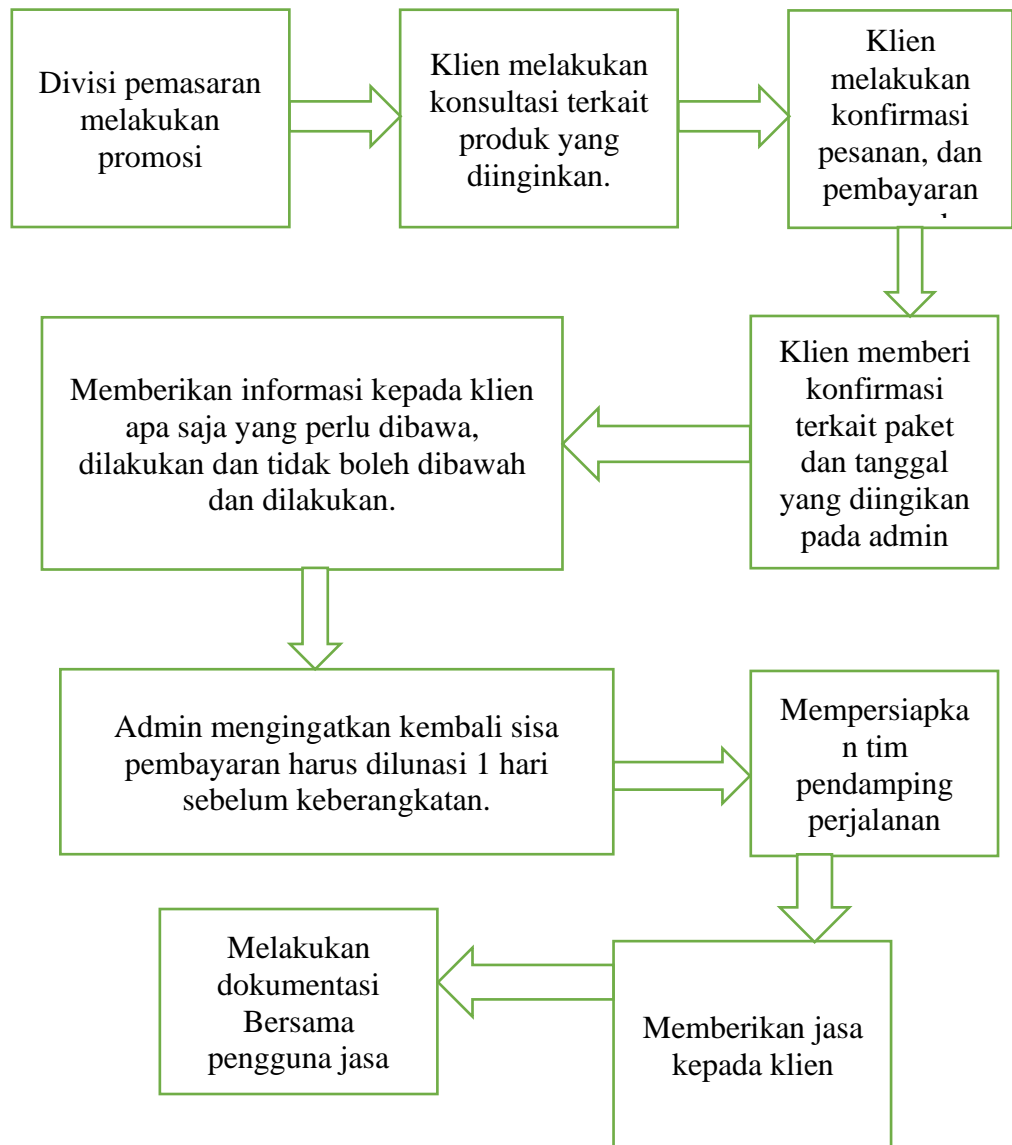 Divisi pemasaran
melakukan
promosi
Klien melakukan
konsultasi terkait
produk yang
diinginkan.
Klien
melakukan
konfirmasi
pesanan, dan
pembayaran
Klien memberi
konfirmasi
terkait paket
dan tanggal
yang diingikan
pada admin
Memberikan informasi kepada klien
apa saja yang perlu dibawa,
dilakukan dan tidak boleh dibawah
dan dilakukan.
Admin mengingatkan kembali sisa
pembayaran harus dilunasi 1 hari
sebelum keberangkatan.
Mempersiapka
n tim
pendamping
perjalanan
Memberikan jasa
kepada klien
Melakukan
dokumentasi
Bersama
pengguna jasa